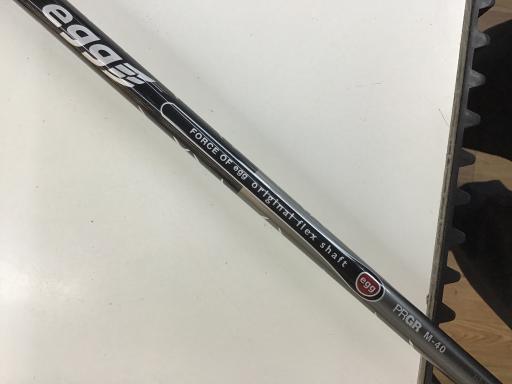 egg
FORCE OF egg original flex shaft
egg
PRGR M-40